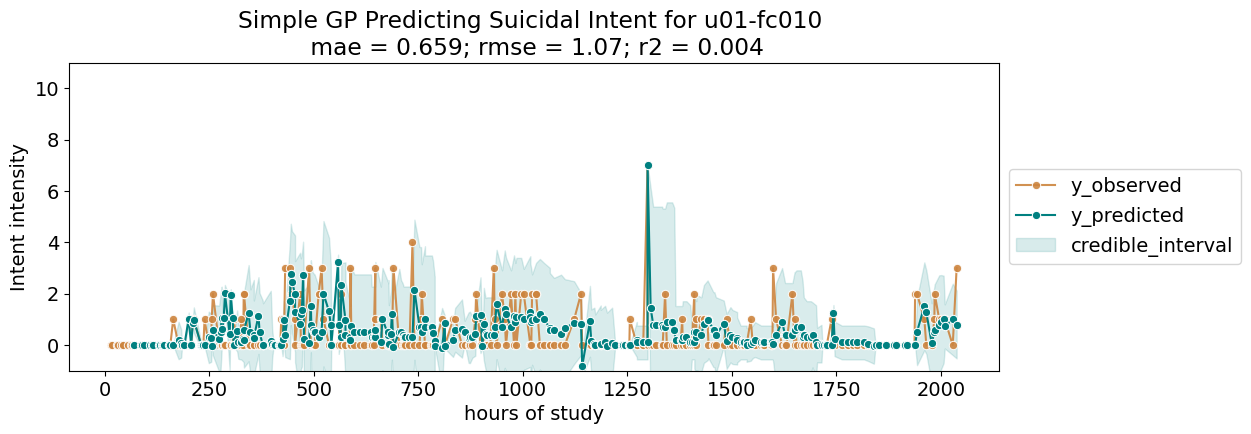 Simple GP Predicting Suicidal Intent for u01-fc010
mae = 0.659; rmse = 1.07; r2 = 0.004
Intent intensity
10
8
6
4
2
0
0 250 500 750 1000 1250 1500 1750 2000
hours of study
y_observed
y_predicted
credible_interval